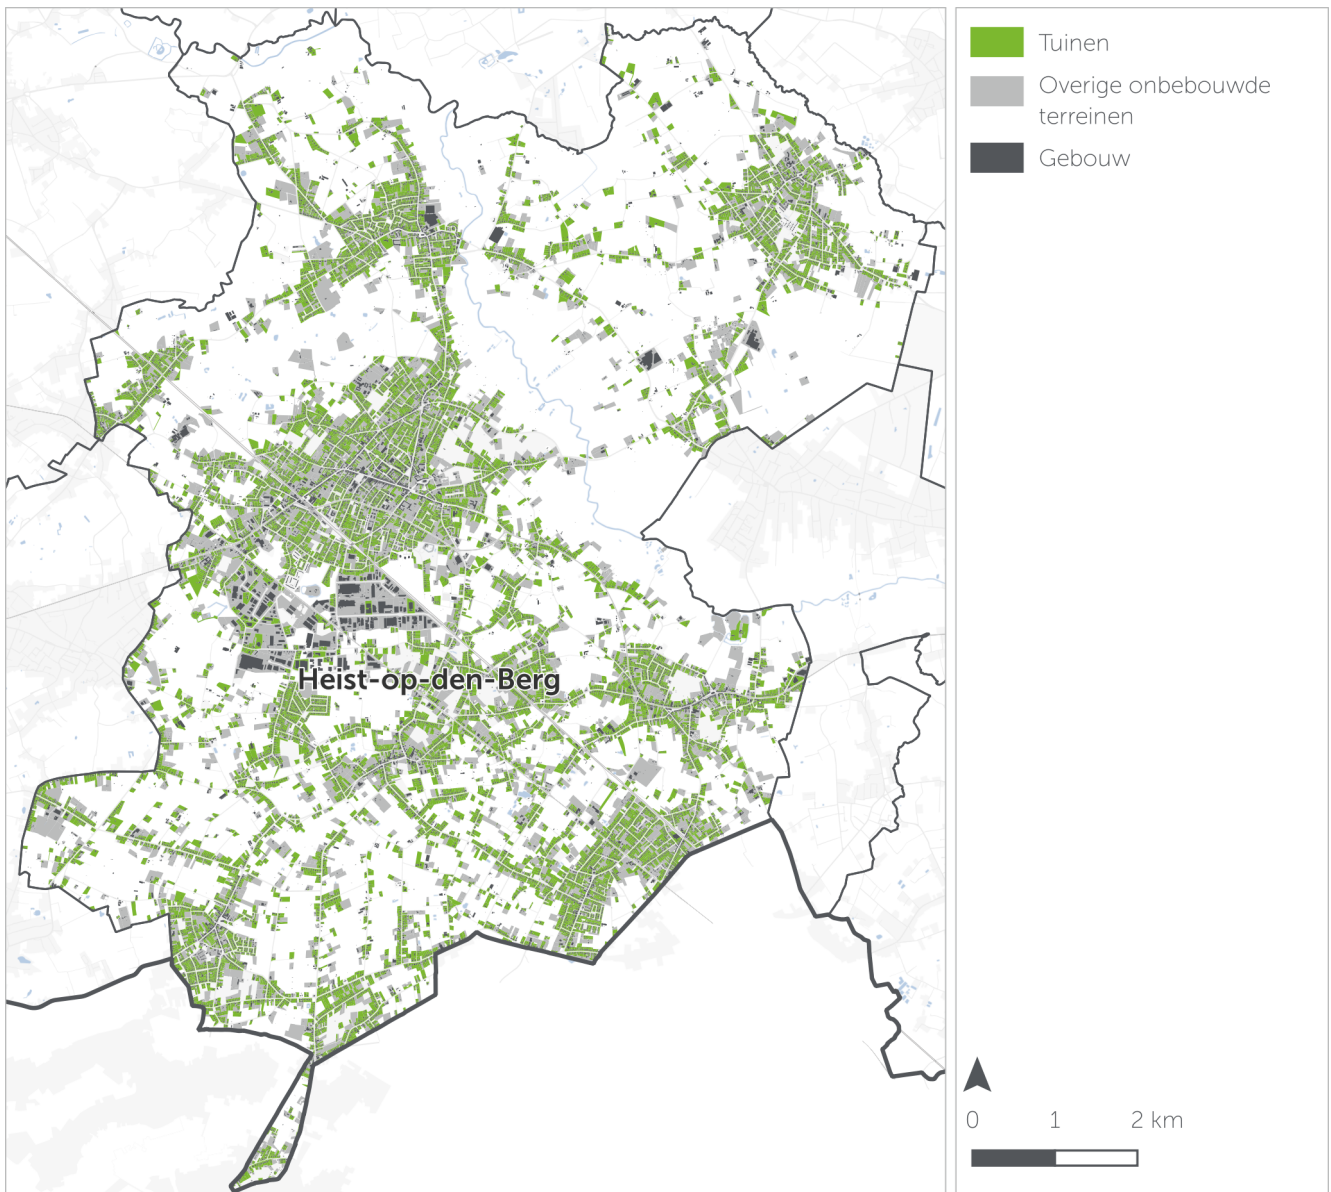 Tuinen
Overige onbebouwde
terreinen
Gebouw
Heist-op-den-Berg
0 1 2 km